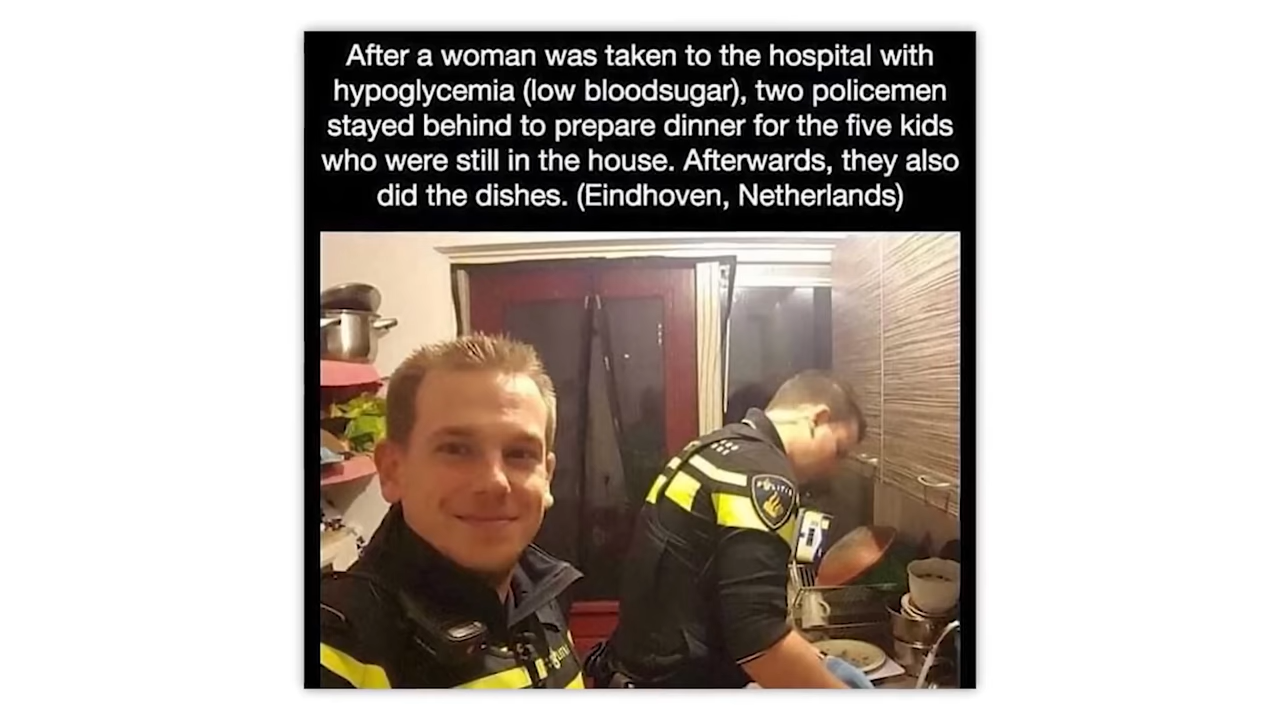 After a woman was taken to the hospital with
hypoglycemia (low bloodsugar), two policemen
stayed behind to prepare dinner for the five kids
who were still in the house. Afterwards, they also
did the dishes. (Eindhoven, Netherlands)
POLITIE